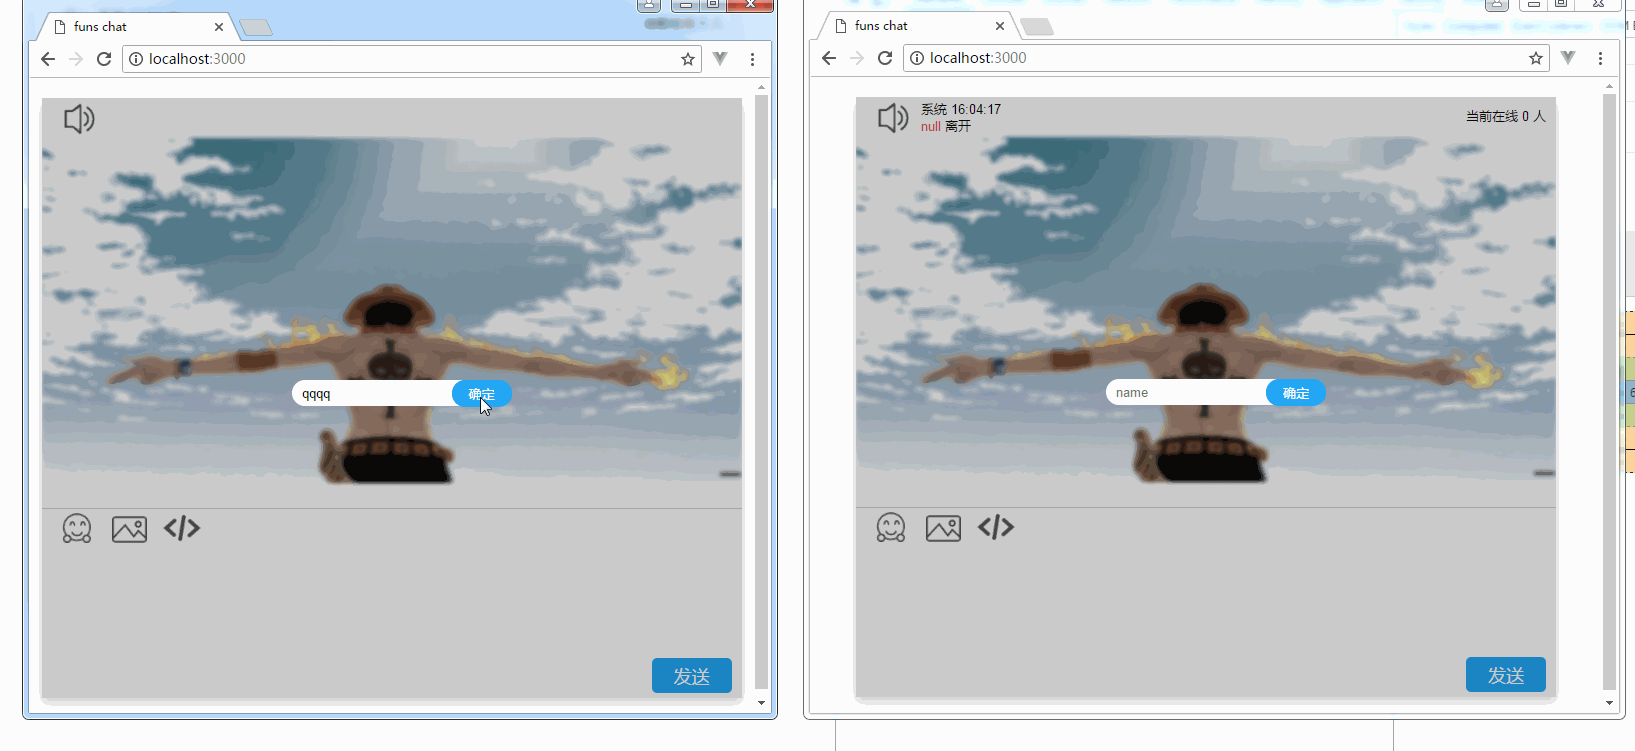 funs chat
localhost:3000
qqqq
确定
发送
funs chat
localhost:3000
系统 16:04:17
null 离开
当前在线 0 人
name
确定
发送